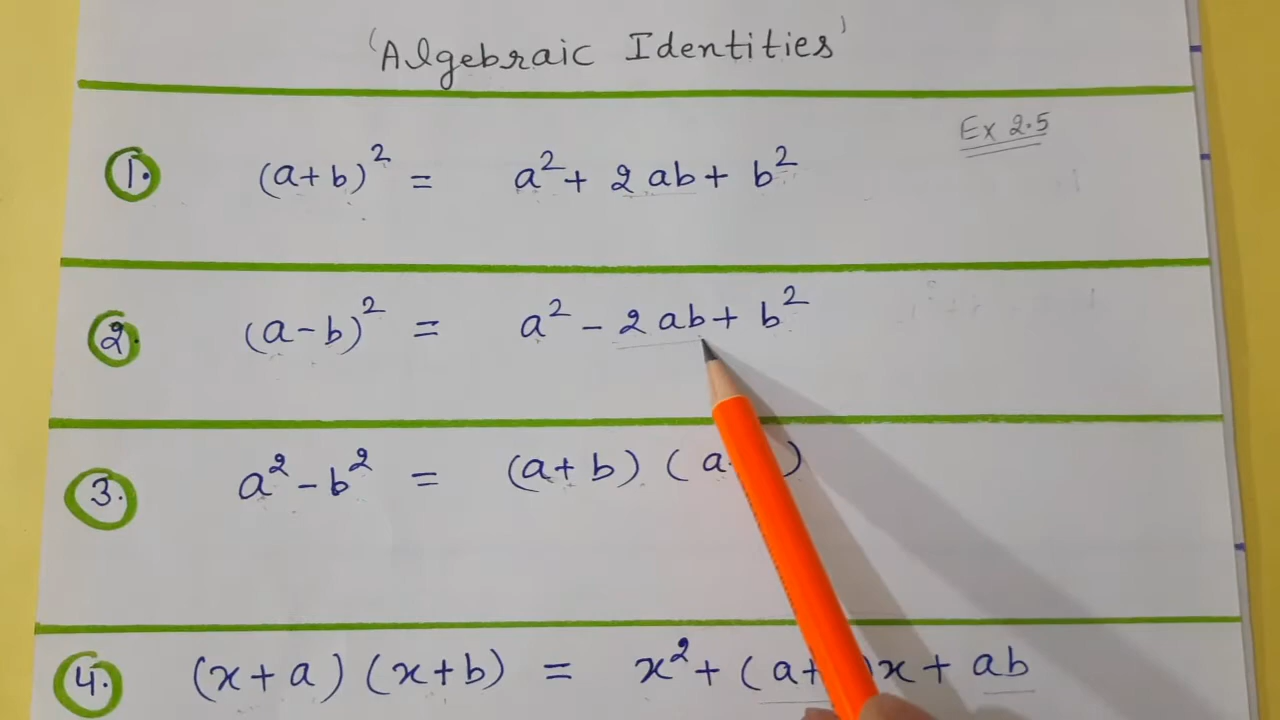 'Algebraic Identities'
Ex 2.5
1. (a+b)² = a² + 2ab + b²
2. (a-b)² = a² - 2ab + b²
3. a² - b² = (a+b) (a )
4. (x+a) (x+b) = x² + (a+ )x + ab